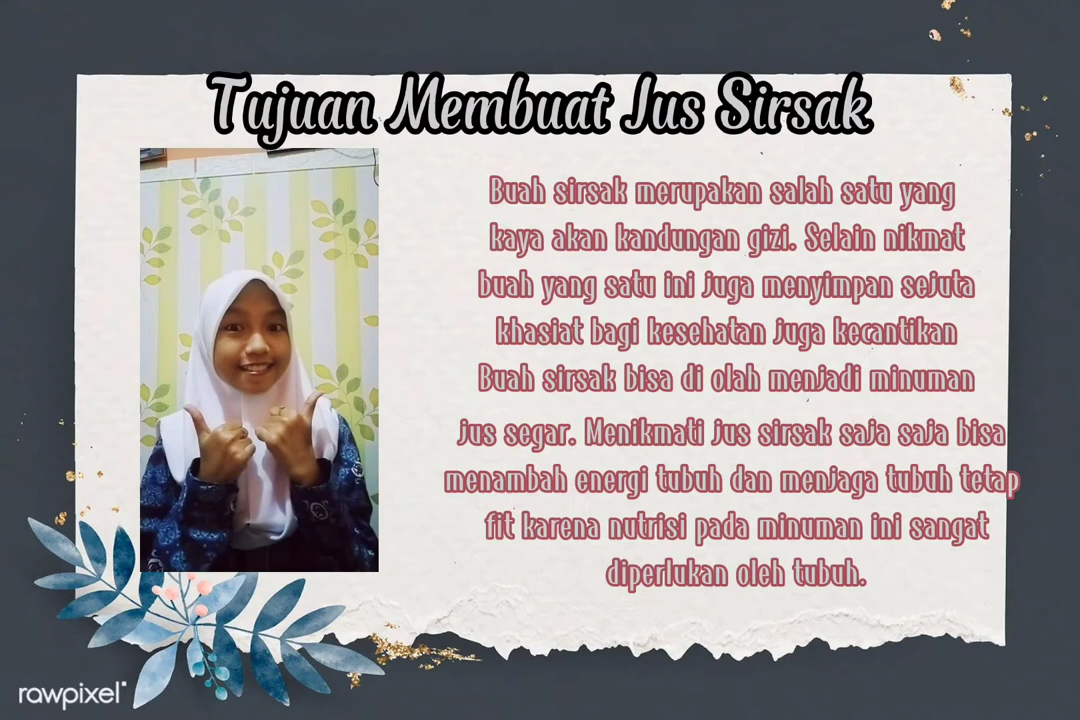 Tujuan Membuat Jus Sirsak
Buah sirsak merupakan salah satu yang
kaya akan kandungan gizi. Selain nikmat
buah yang satu ini juga menyimpan sejuta
khasiat bagi kesehatan juga kecantikan
Buah sirsak bisa di olah menjadi minuman
jus segar. Menikmati jus sirsak saja saja bisa
menambah energi tubuh dan menjaga tubuh tetap
fit karena nutrisi pada minuman ini sangat
diperlukan oleh tubuh.
rawpixel